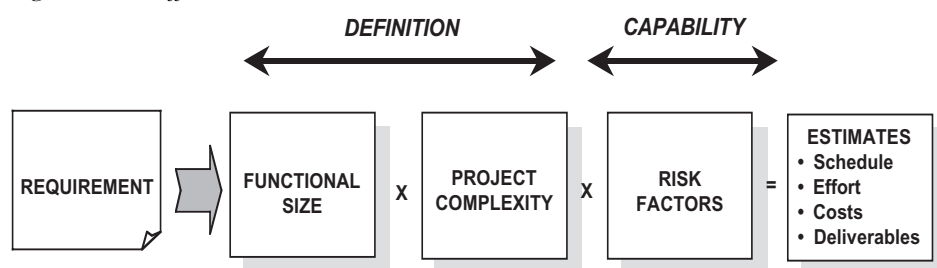 DEFINITION
CAPABILITY
REQUIREMENT
FUNCTIONAL
SIZE
X
PROJECT
COMPLEXITY
X
RISK
FACTORS
=
ESTIMATES
• Schedule
• Effort
• Costs
• Deliverables